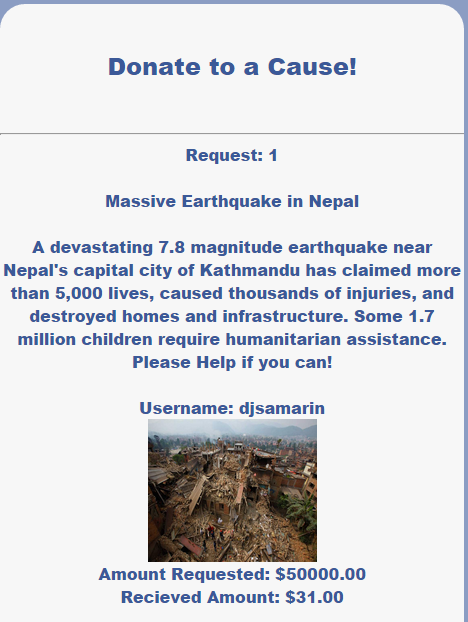 Donate to a Cause!
Request: 1
Massive Earthquake in Nepal
A devastating 7.8 magnitude earthquake near
Nepal's capital city of Kathmandu has claimed more
than 5,000 lives, caused thousands of injuries, and
destroyed homes and infrastructure. Some 1.7
million children require humanitarian assistance.
Please Help if you can!
Username: djsamarin
Amount Requested: $50000.00
Recieved Amount: $31.00